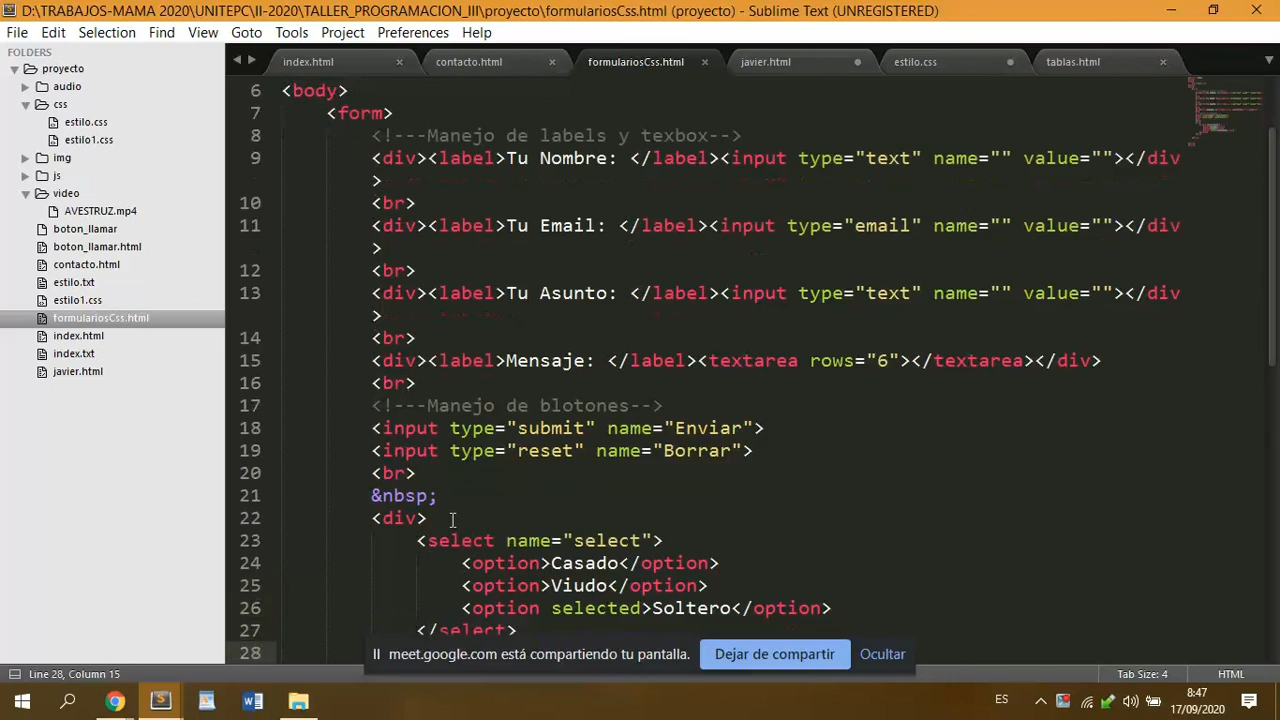 D:\TRABAJOS-MAMA 2020\UNITEPC\II-2020\TALLER_PROGRAMACION_III\proyecto\formulariosCss.html (proyecto) - Sublime Text (UNREGISTERED)
File Edit Selection Find View Goto Tools Project Preferences Help
FOLDERS
proyecto
audio
css
estilo.css
estilo1.css
img
js
video
AVESTRUZ.mp4
boton_llamar
boton_llamar.html
contacto.html
estilo.txt
estilo1.css
formulariosCss.html
index.html
index.txt
javier.html
index.html contacto.html formulariosCss.html javier.html estilo.css tablas.html
6 <body>
7 <form>
8 <!---Manejo de labels y texbox-->
9 <div><label>Tu Nombre: </label><input type="text" name="" value=""></div
>
10 <br>
11 <div><label>Tu Email: </label><input type="email" name="" value=""></div
>
12 <br>
13 <div><label>Tu Asunto: </label><input type="text" name="" value=""></div
>
14 <br>
15 <div><label>Mensaje: </label><textarea rows="6"></textarea></div>
16 <br>
17 <!---Manejo de blotones-->
18 <input type="submit" name="Enviar">
19 <input type="reset" name="Borrar">
20 <br>
21 &nbsp;
22 <div>
23 <select name="select">
24 <option>Casado</option>
25 <option>Viudo</option>
26 <option selected>Soltero</option>
27 </select>
28
meet.google.com está compartiendo tu pantalla. Dejar de compartir Ocultar
Line 28, Column 15 Tab Size: 4 HTML
ES 8:47
17/09/2020